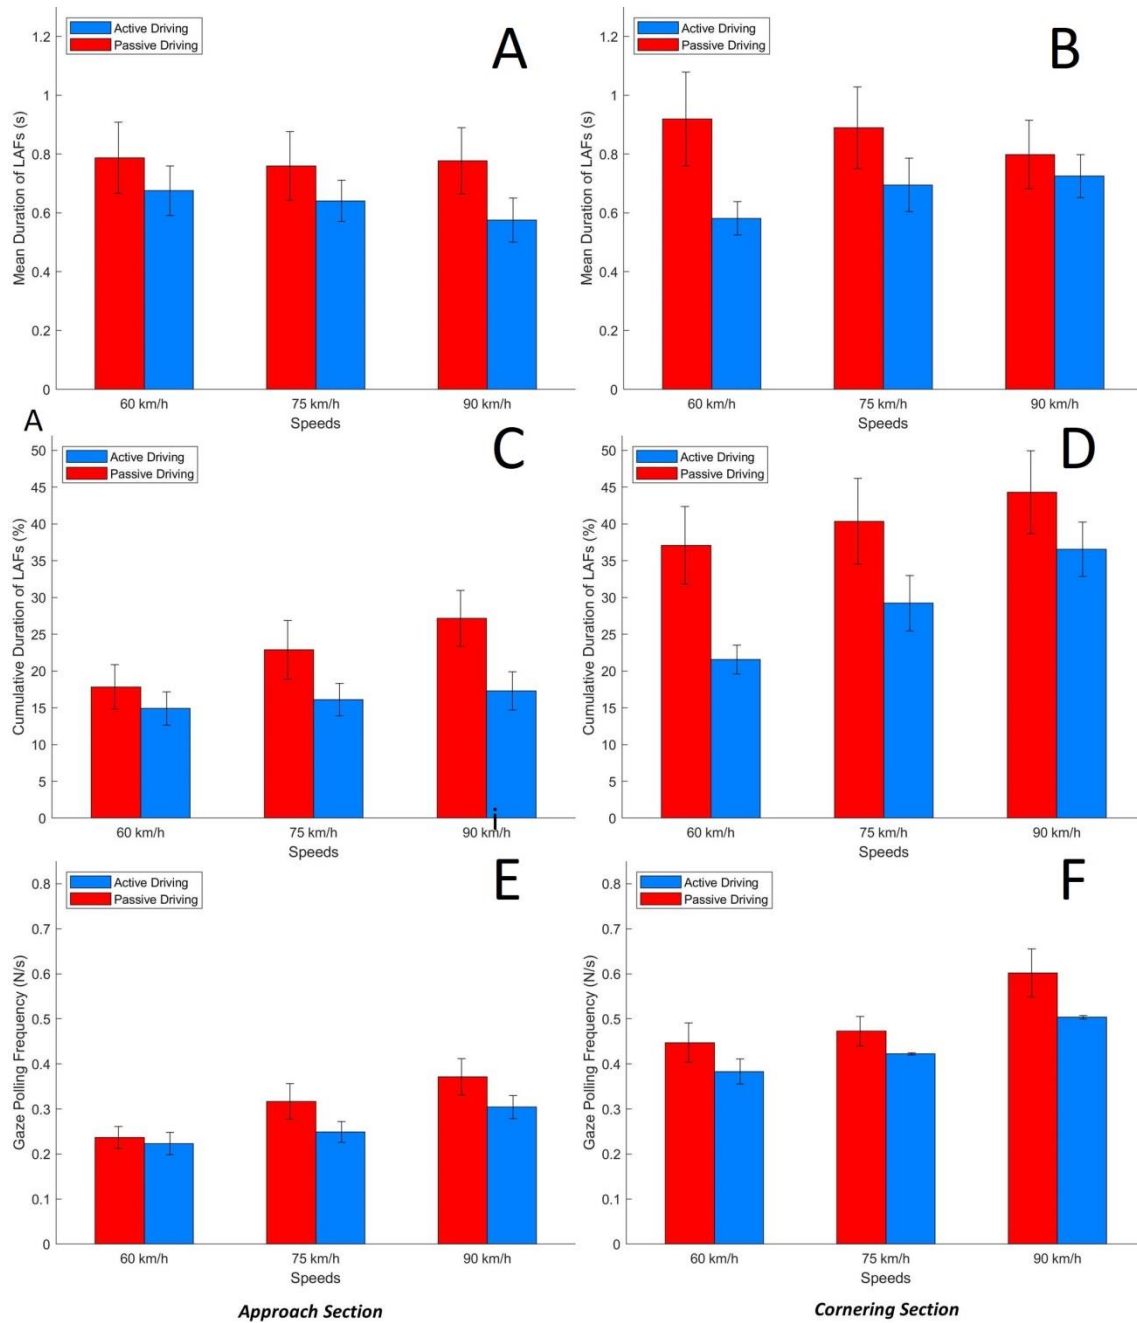 A
Active Driving
Passive Driving
1.2
1
0.8
0.6
0.4
0.2
0
Mean Duration of LAFs (s)
60 km/h
75 km/h
90 km/h
Speeds
B
Active Driving
Passive Driving
1.2
1
0.8
0.6
0.4
0.2
0
Mean Duration of LAFs (s)
60 km/h
75 km/h
90 km/h
Speeds
A
C
Active Driving
Passive Driving
50
45
40
35
30
25
20
15
10
5
0
Cumulative Duration of LAFs (%)
60 km/h
75 km/h
90 km/h
Speeds
D
Active Driving
Passive Driving
50
45
40
35
30
25
20
15
10
5
0
Cumulative Duration of LAFs (%)
60 km/h
75 km/h
90 km/h
Speeds
E
Active Driving
Passive Driving
0.8
0.7
0.6
0.5
0.4
0.3
0.2
0.1
0
Gaze Polling Frequency (N/s)
60 km/h
75 km/h
90 km/h
Speeds
F
Active Driving
Passive Driving
0.8
0.7
0.6
0.5
0.4
0.3
0.2
0.1
0
Gaze Polling Frequency (N/s)
60 km/h
75 km/h
90 km/h
Speeds
Approach Section
Cornering Section